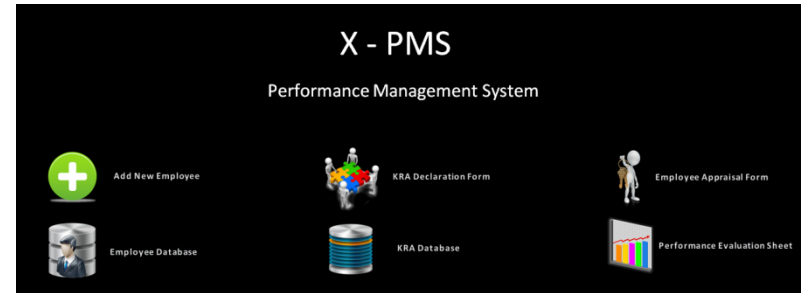 X - PMS
Performance Management System
Add New Employee
KRA Declaration Form
Employee Appraisal Form
Employee Database
KRA Database
Performance Evaluation Sheet